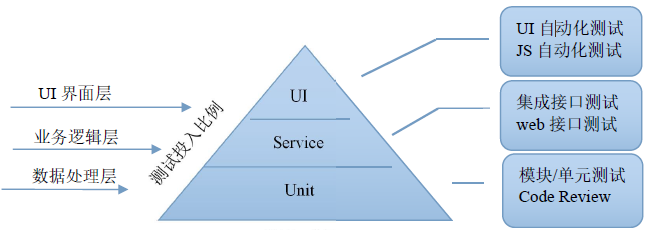 UI 自动化测试
JS 自动化测试
UI 界面层
UI
集成接口测试
web 接口测试
测试投入比例
业务逻辑层
Service
数据处理层
Unit
模块/单元测试
Code Review